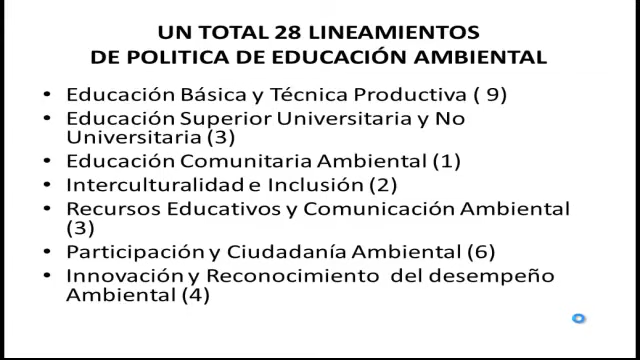 UN TOTAL 28 LINEAMIENTOS
DE POLITICA DE EDUCACIÓN AMBIENTAL
• Educación Básica y Técnica Productiva ( 9)
• Educación Superior Universitaria y No
Universitaria (3)
• Educación Comunitaria Ambiental (1)
• Interculturalidad e Inclusión (2)
• Recursos Educativos y Comunicación Ambiental
(3)
• Participación y Ciudadanía Ambiental (6)
• Innovación y Reconocimiento del desempeño
Ambiental (4)